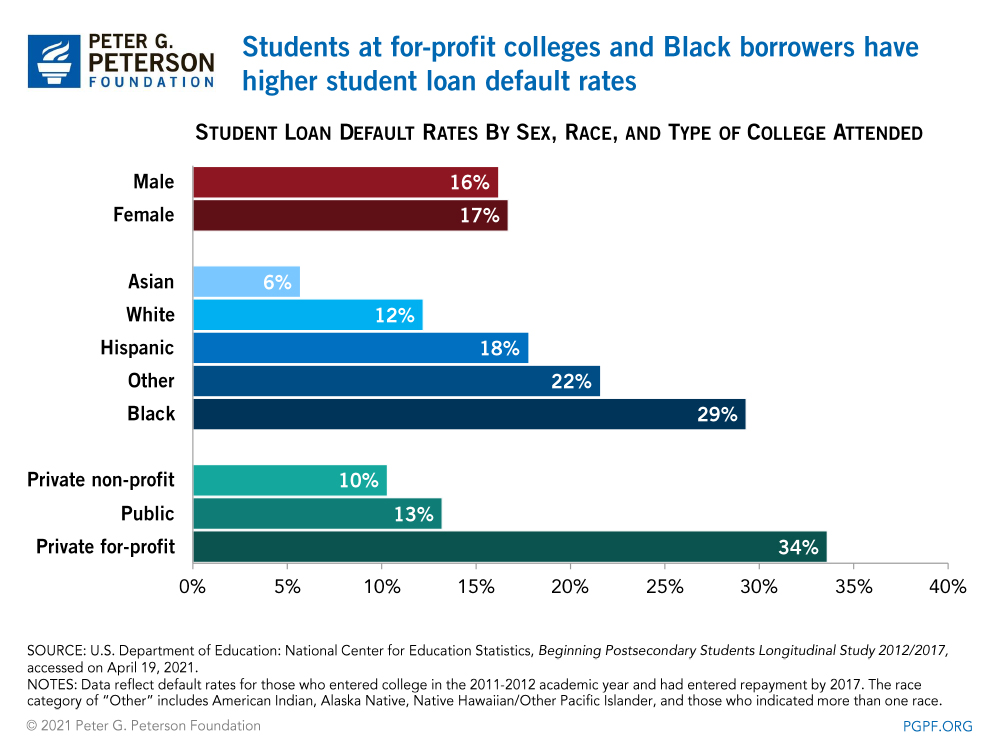 PETER G.
PETERSON
FOUNDATION
Students at for-profit colleges and Black borrowers have
higher student loan default rates
STUDENT LOAN DEFAULT RATES BY SEX, RACE, AND TYPE OF COLLEGE ATTENDED
Male 16%
Female 17%
Asian 6%
White 12%
Hispanic 18%
Other 22%
Black 29%
Private non-profit 10%
Public 13%
Private for-profit 34%
0% 5% 10% 15% 20% 25% 30% 35% 40%
SOURCE: U.S. Department of Education: National Center for Education Statistics, Beginning Postsecondary Students Longitudinal Study 2012/2017,
accessed on April 19, 2021.
NOTES: Data reflect default rates for those who entered college in the 2011-2012 academic year and had entered repayment by 2017. The race
category of “Other” includes American Indian, Alaska Native, Native Hawaiian/Other Pacific Islander, and those who indicated more than one race.
© 2021 Peter G. Peterson Foundation PGPF.ORG